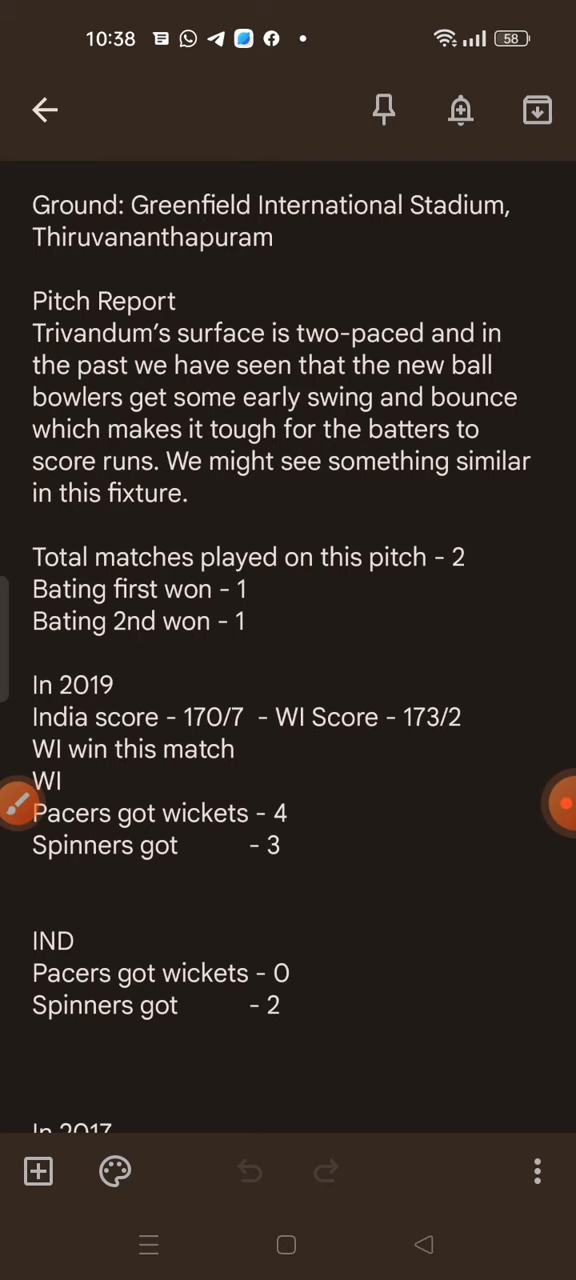 10:38
58
Ground: Greenfield International Stadium,
Thiruvananthapuram
Pitch Report
Trivandum's surface is two-paced and in
the past we have seen that the new ball
bowlers get some early swing and bounce
which makes it tough for the batters to
score runs. We might see something similar
in this fixture.
Total matches played on this pitch - 2
Bating first won - 1
Bating 2nd won - 1
In 2019
India score - 170/7 - WI Score - 173/2
WI win this match
WI
Pacers got wickets - 4
Spinners got - 3
IND
Pacers got wickets - 0
Spinners got - 2
In 2017